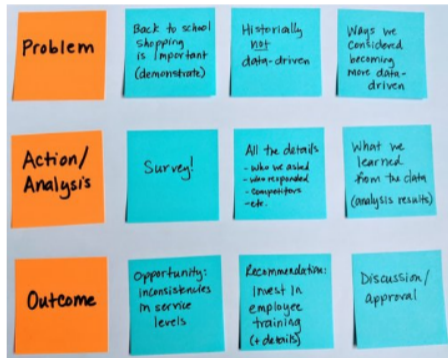 Problem
Back to school
shopping
is important
(demonstrate)
Historically
not
data-driven
Ways we
considered
becoming
more data-
driven
Action/
Analysis
Survey!
All the details
- who we asked
- who responded
- competitors
- etc.
What we
learned
from the data
(analysis results)
Outcome
Opportunity:
inconsistencies
in service
levels
Recommendation:
Invest in
employee
training
(+ details)
Discussion/
approval